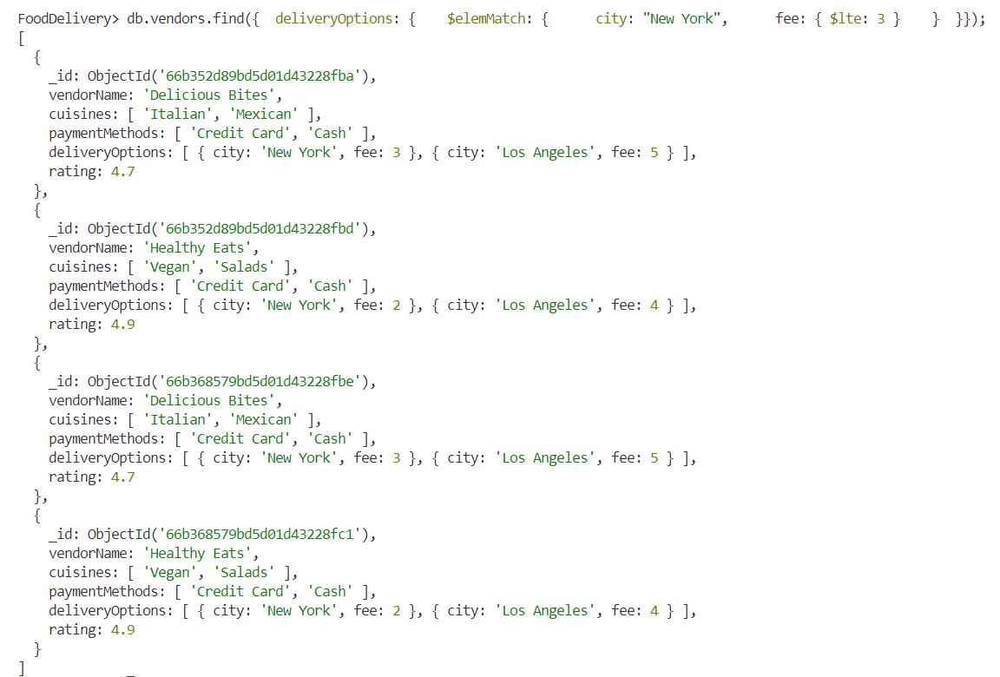 FoodDelivery> db.vendors.find({  deliveryOptions: {    $elemMatch: {      city: "New York",      fee: { $lte: 3 }    }  }});
[
  {
    _id: ObjectId('66b352d89bd5d01d43228fba'),
    vendorName: 'Delicious Bites',
    cuisines: [ 'Italian', 'Mexican' ],
    paymentMethods: [ 'Credit Card', 'Cash' ],
    deliveryOptions: [ { city: 'New York', fee: 3 }, { city: 'Los Angeles', fee: 5 } ],
    rating: 4.7
  },
  {
    _id: ObjectId('66b352d89bd5d01d43228fbd'),
    vendorName: 'Healthy Eats',
    cuisines: [ 'Vegan', 'Salads' ],
    paymentMethods: [ 'Credit Card', 'Cash' ],
    deliveryOptions: [ { city: 'New York', fee: 2 }, { city: 'Los Angeles', fee: 4 } ],
    rating: 4.9
  },
  {
    _id: ObjectId('66b368579bd5d01d43228fbe'),
    vendorName: 'Delicious Bites',
    cuisines: [ 'Italian', 'Mexican' ],
    paymentMethods: [ 'Credit Card', 'Cash' ],
    deliveryOptions: [ { city: 'New York', fee: 3 }, { city: 'Los Angeles', fee: 5 } ],
    rating: 4.7
  },
  {
    _id: ObjectId('66b368579bd5d01d43228fc1'),
    vendorName: 'Healthy Eats',
    cuisines: [ 'Vegan', 'Salads' ],
    paymentMethods: [ 'Credit Card', 'Cash' ],
    deliveryOptions: [ { city: 'New York', fee: 2 }, { city: 'Los Angeles', fee: 4 } ],
    rating: 4.9
  }
]